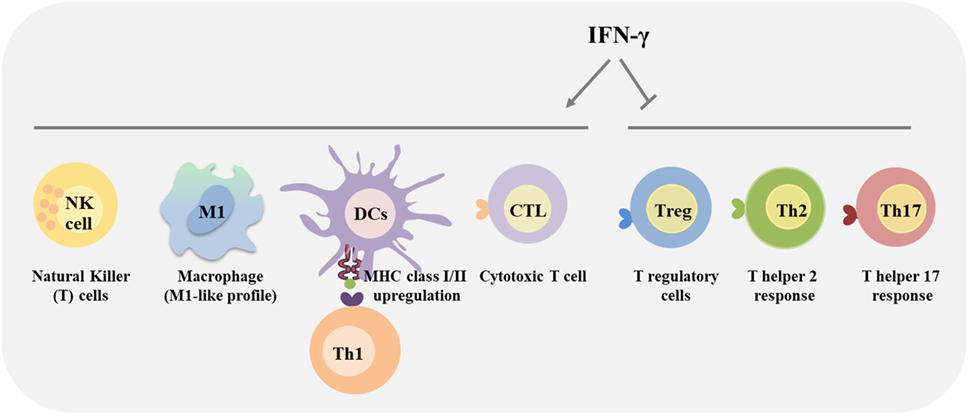 IFN-γ
NK
cell
M1
DCs
CTL
Treg
Th2
Th17
Natural Killer
(T) cells
Macrophage
(M1-like profile)
MHC class I/II
upregulation
Cytotoxic T cell
T regulatory
cells
T helper 2
response
T helper 17
response
Th1